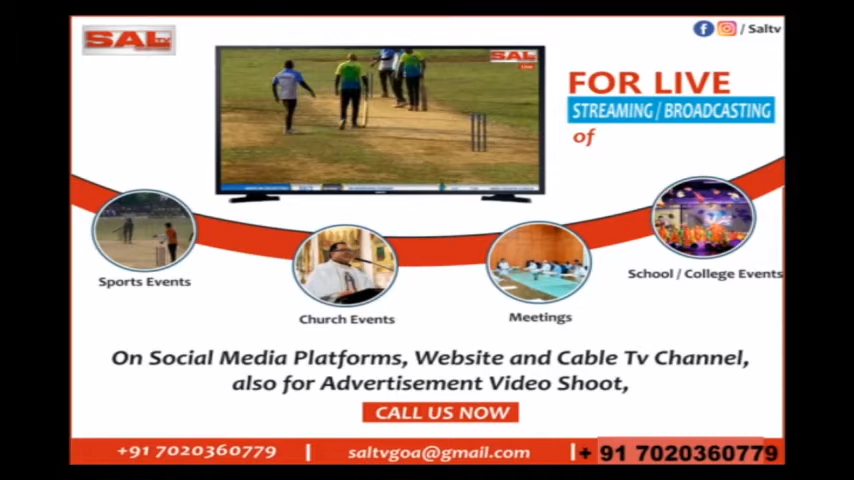 SAL TV
/ Saltv
SAL
Live
FOR LIVE
STREAMING / BROADCASTING
of
Sports Events
Church Events
Meetings
School / College Events
On Social Media Platforms, Website and Cable Tv Channel,
also for Advertisement Video Shoot,
CALL US NOW
+91 7020360779 | saltvgoa@gmail.com | + 91 7020360779